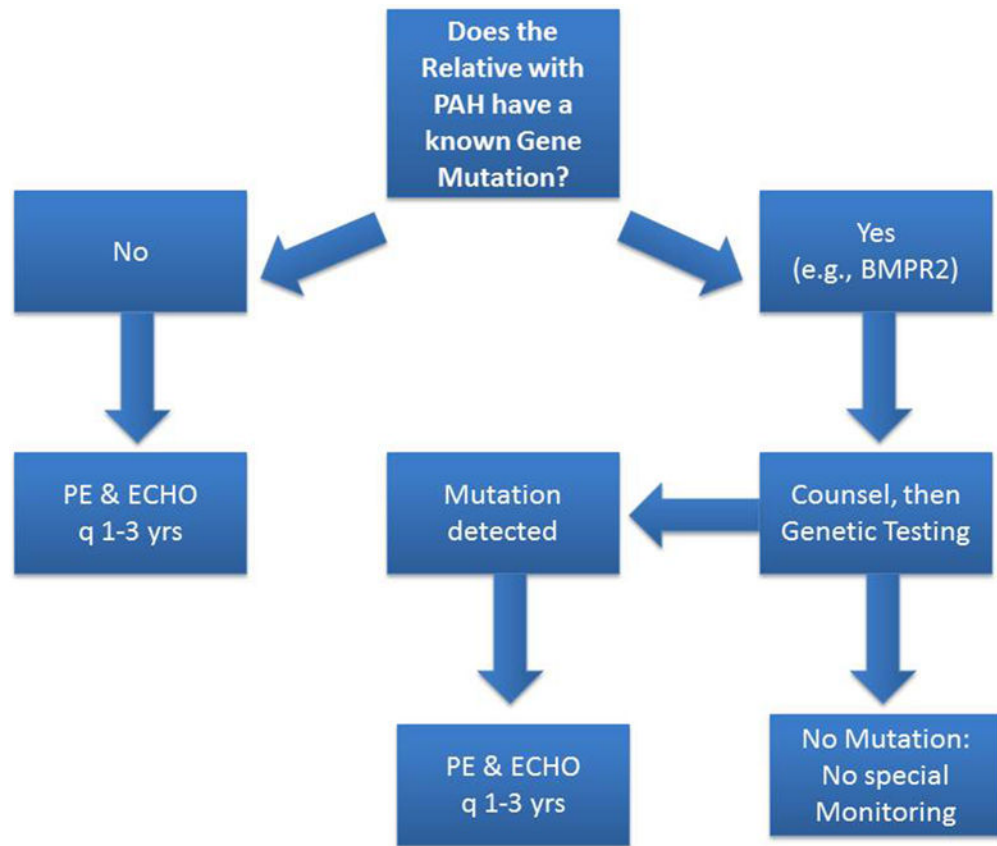 Does the
Relative with
PAH have a
known Gene
Mutation?
No
Yes
(e.g., BMPR2)
PE & ECHO
q 1-3 yrs
Mutation
detected
Counsel, then
Genetic Testing
PE & ECHO
q 1-3 yrs
No Mutation:
No special
Monitoring